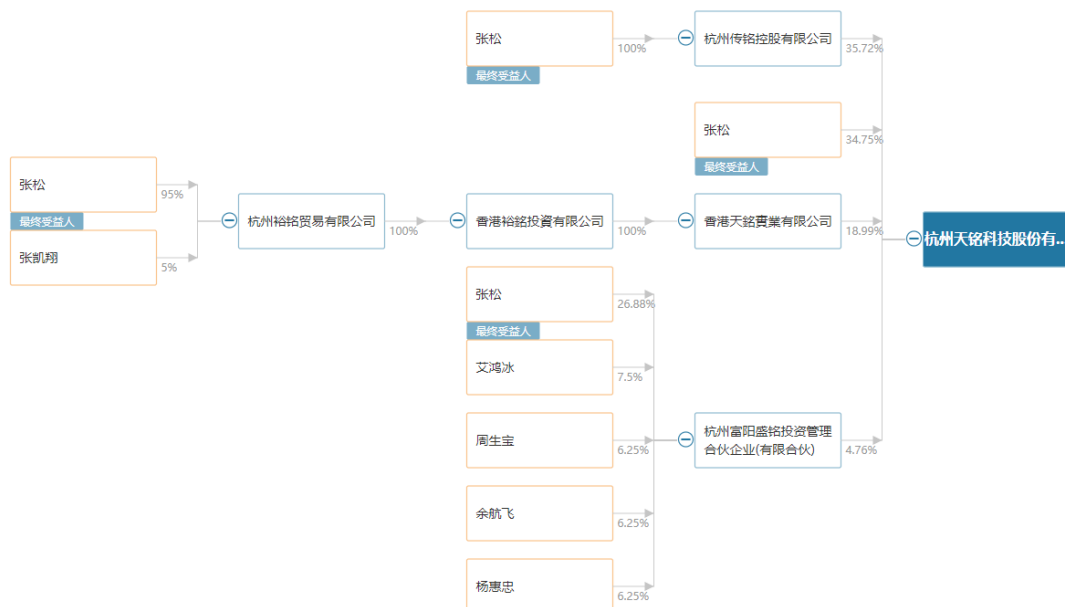 张松
100%
杭州传铭控股有限公司
35.72%
最终受益人
张松
34.75%
最终受益人
张松
95%
最终受益人
张凯翔
5%
杭州裕铭贸易有限公司
100%
香港裕銘投資有限公司
100%
香港天銘實業有限公司
18.99%
杭州天铭科技股份有...
张松
26.88%
最终受益人
艾鸿冰
7.5%
周生宝
6.25%
杭州富阳盛铭投资管理
合伙企业(有限合伙)
4.76%
余航飞
6.25%
杨惠忠
6.25%